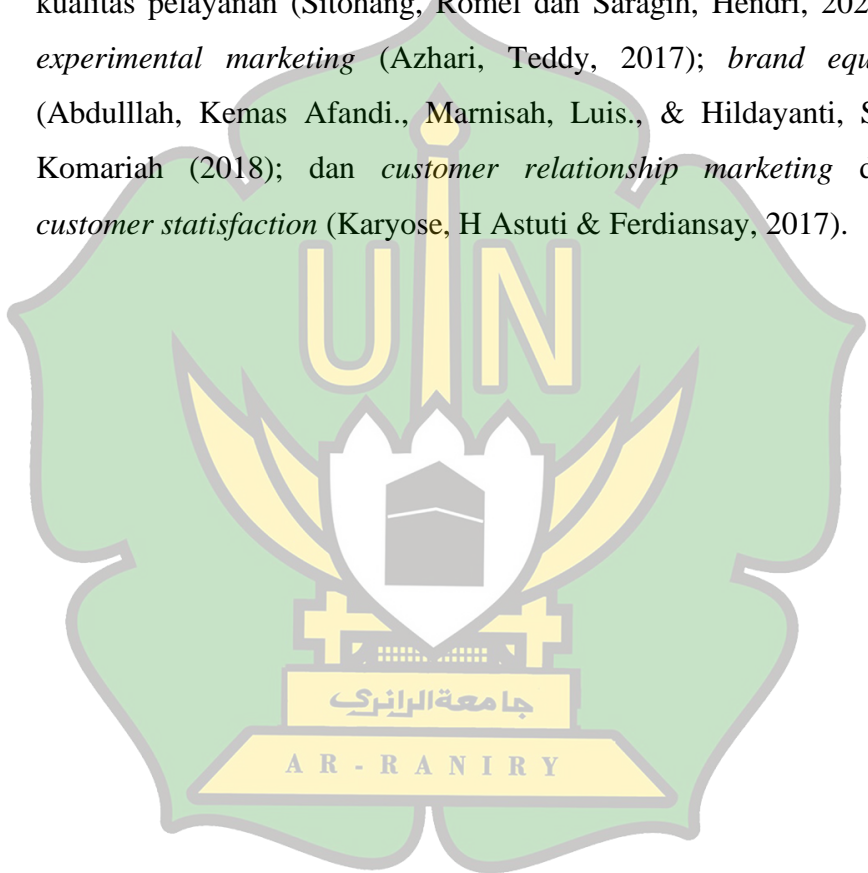 kualitas pelayanan (Sitohang, Romel dan Saragih, Hendri, 202
experimental marketing (Azhari, Teddy, 2017); brand equ
(Abdulllah, Kemas Afandi., Marnisah, Luis., & Hildayanti, S
Komariah (2018); dan customer relationship marketing d
customer statisfaction (Karyose, H Astuti & Ferdiansay, 2017).
UIN
جامعةالرانري
AR-RANIRY